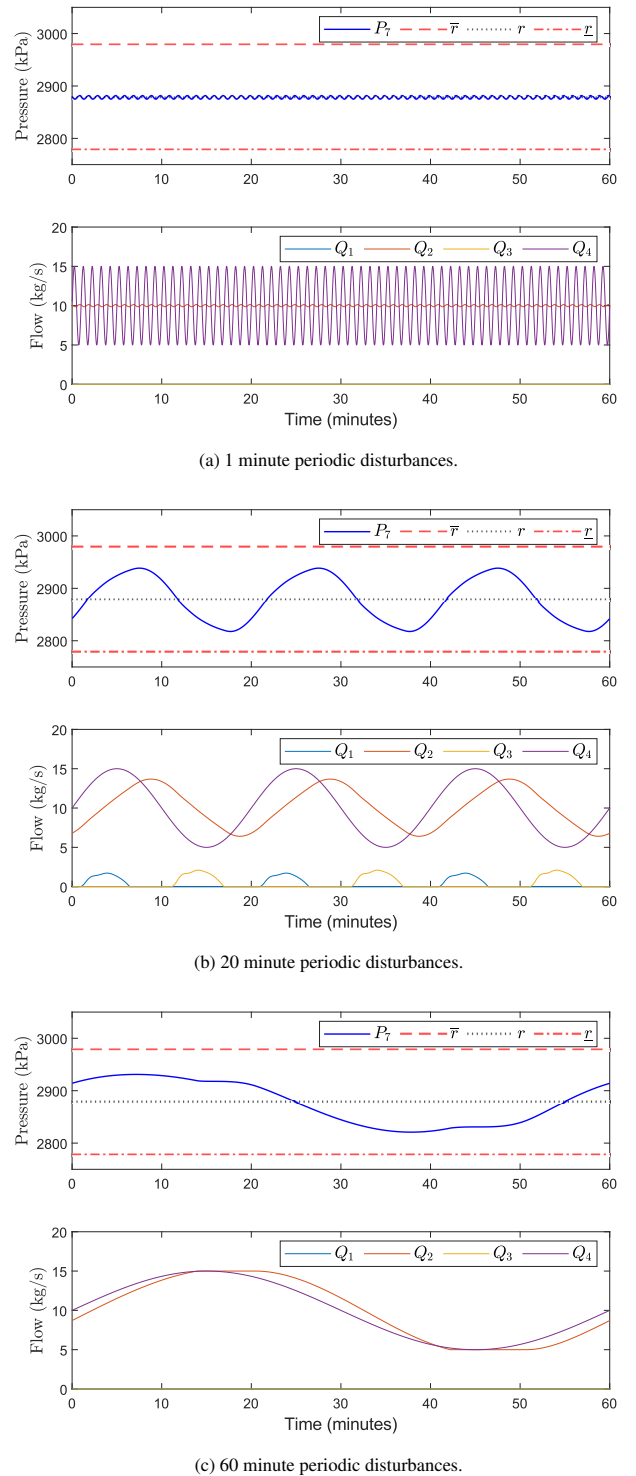 P₇ r̅ r r̲
3000
2900
2800
Pressure (kPa)
0 10 20 30 40 50 60
Q₁ Q₂ Q₃ Q₄
20
15
10
5
0
Flow (kg/s)
0 10 20 30 40 50 60
Time (minutes)
(a) 1 minute periodic disturbances.
P₇ r̅ r r̲
3000
2900
2800
Pressure (kPa)
0 10 20 30 40 50 60
Q₁ Q₂ Q₃ Q₄
20
15
10
5
0
Flow (kg/s)
0 10 20 30 40 50 60
Time (minutes)
(b) 20 minute periodic disturbances.
P₇ r̅ r r̲
3000
2900
2800
Pressure (kPa)
0 10 20 30 40 50 60
Q₁ Q₂ Q₃ Q₄
20
15
10
5
0
Flow (kg/s)
0 10 20 30 40 50 60
Time (minutes)
(c) 60 minute periodic disturbances.